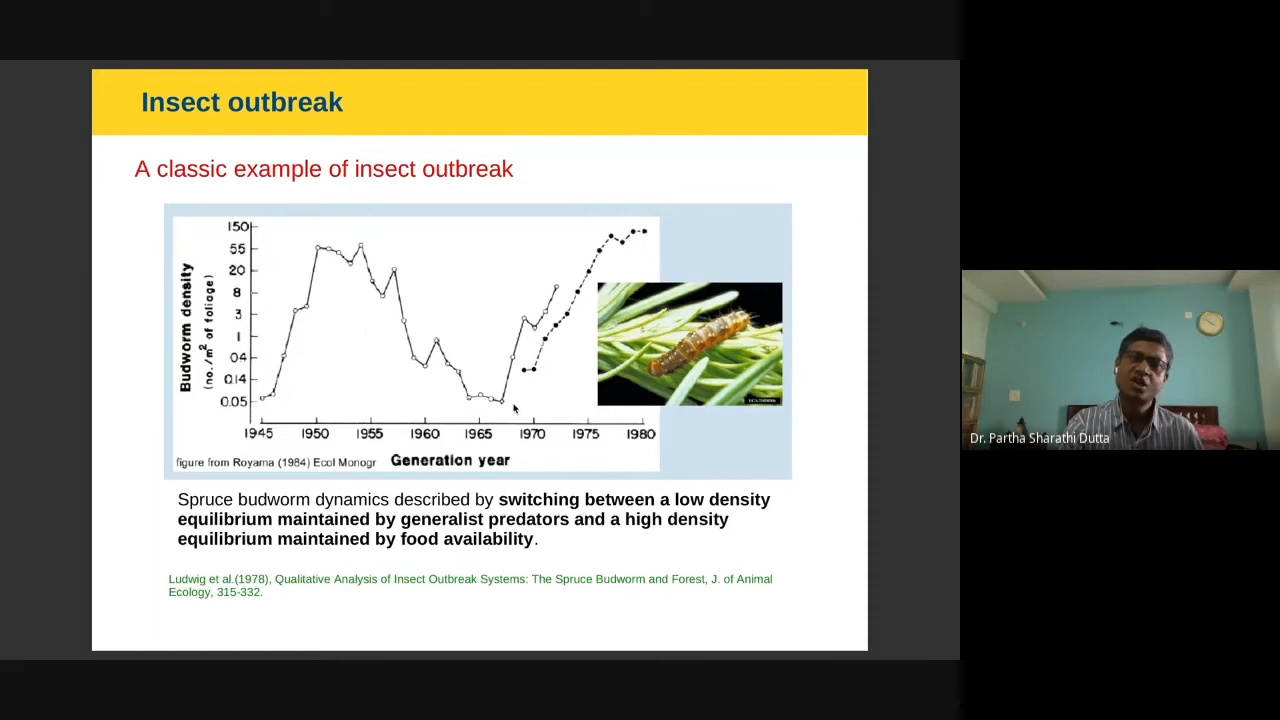 Insect outbreak
A classic example of insect outbreak
150
55
20
8
3
1
04
0.14
0.05
Budworm density
(no./m² of foliage)
1945 1950 1955 1960 1965 1970 1975 1980
figure from Royama (1984) Ecol Monogr Generation year
Spruce budworm dynamics described by switching between a low density
equilibrium maintained by generalist predators and a high density
equilibrium maintained by food availability.
Ludwig et al.(1978), Qualitative Analysis of Insect Outbreak Systems: The Spruce Budworm and Forest, J. of Animal
Ecology, 315-332.
Dr. Partha Sharathi Dutta